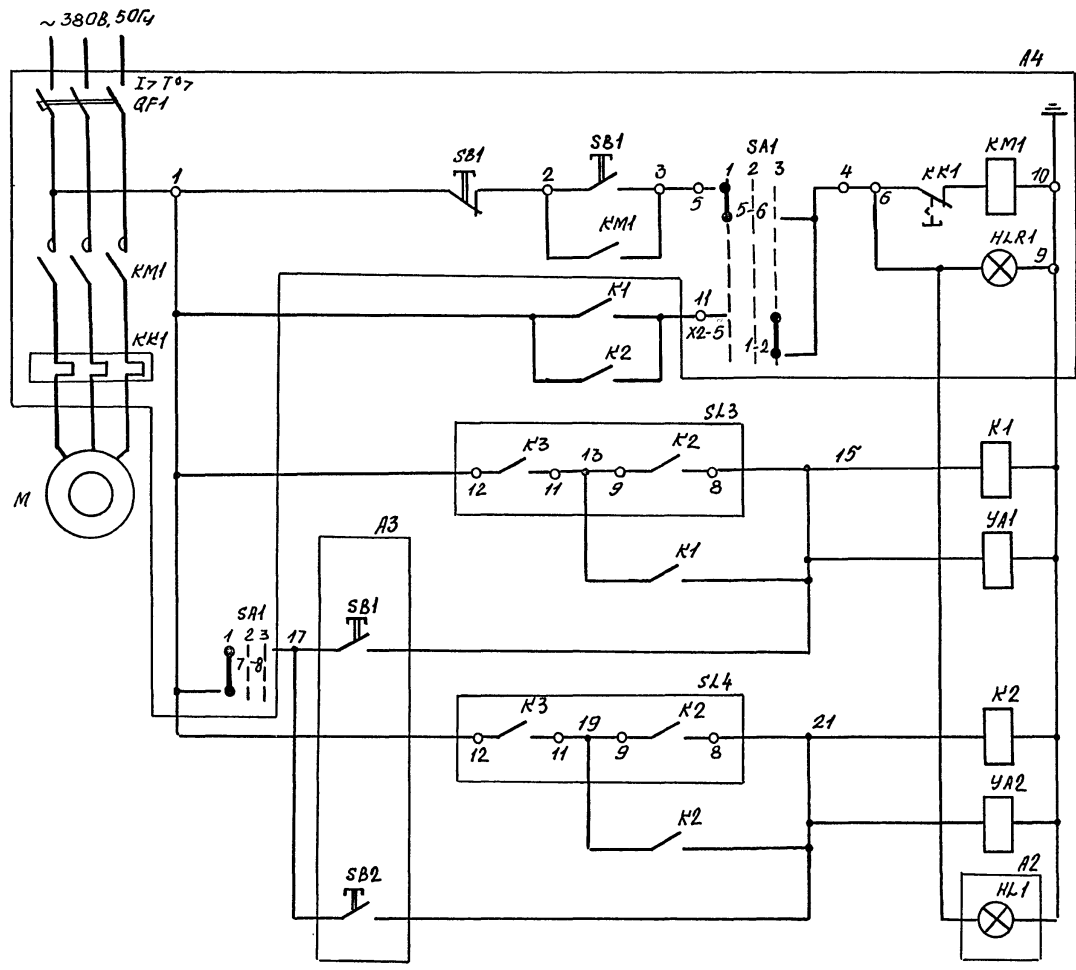 ~ 380В, 50Гц
A4
I> T°>
QF1
SB1
SB1
SA1
KM1
1
2
3
5
1 2 3
5-6
4
6
KK1
10
KM1
HLR1
9
KM1
K1
11
X2-5
1-2
KK1
K2
SL3
K3
13
K2
15
K1
12
11
9
8
M
A3
YA1
K1
SB1
SA1
1 2 3
17
7-8
SL4
K3
19
K2
21
K2
12
11
9
8
YA2
K2
SB2
A2
HL1